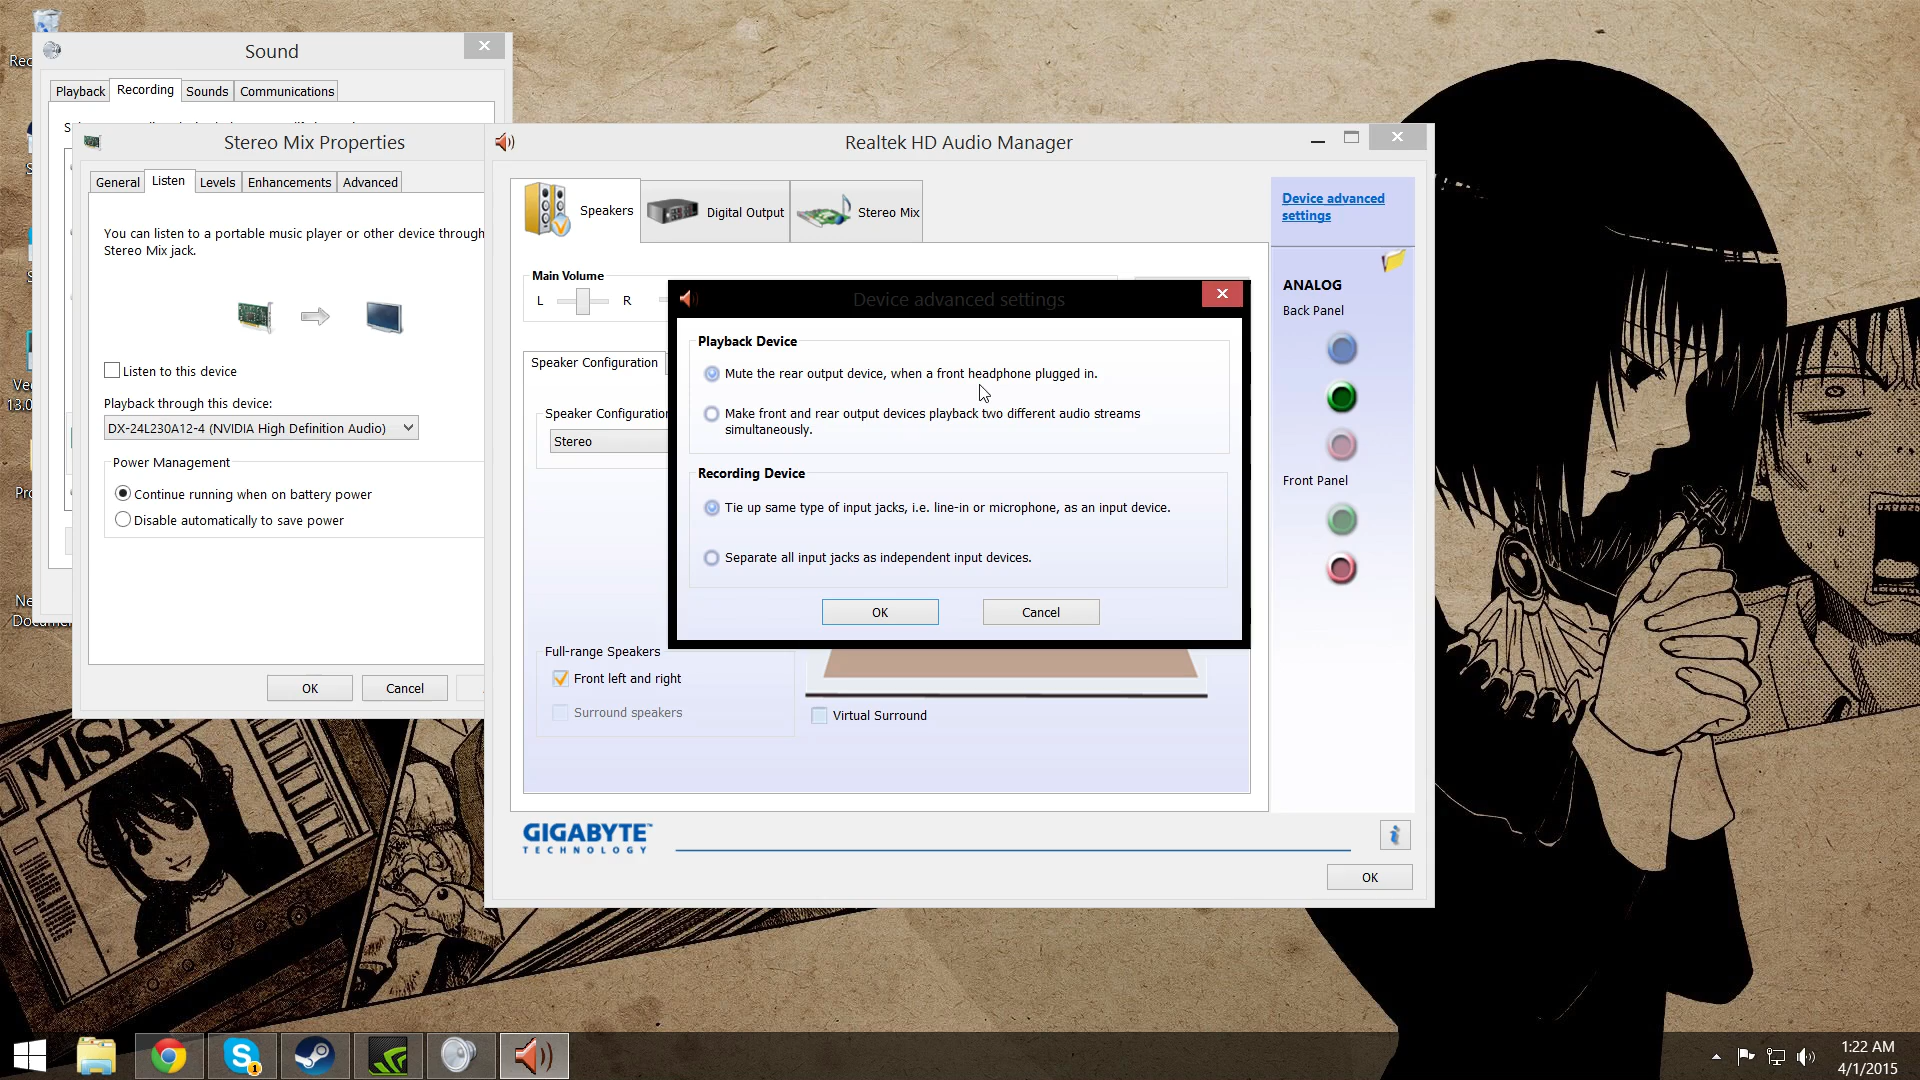 Sound
Playback
Recording
Sounds
Communications
Stereo Mix Properties
General
Listen
Levels
Enhancements
Advanced
You can listen to a portable music player or other device through
Stereo Mix jack.
Listen to this device
Playback through this device:
DX-24L230A12-4 (NVIDIA High Definition Audio)
Power Management
Continue running when on battery power
Disable automatically to save power
OK
Cancel
Realtek HD Audio Manager
Speakers
Digital Output
Stereo Mix
Device advanced
settings
Main Volume
L
R
Speaker Configuration
Speaker Configuration
Stereo
Device advanced settings
Playback Device
Mute the rear output device, when a front headphone plugged in.
Make front and rear output devices playback two different audio streams
simultaneously.
Recording Device
Tie up same type of input jacks, i.e. line-in or microphone, as an input device.
Separate all input jacks as independent input devices.
OK
Cancel
ANALOG
Back Panel
Front Panel
Full-range Speakers
Front left and right
Surround speakers
Virtual Surround
GIGABYTE
TECHNOLOGY
OK
1
1:22 AM
4/1/2015